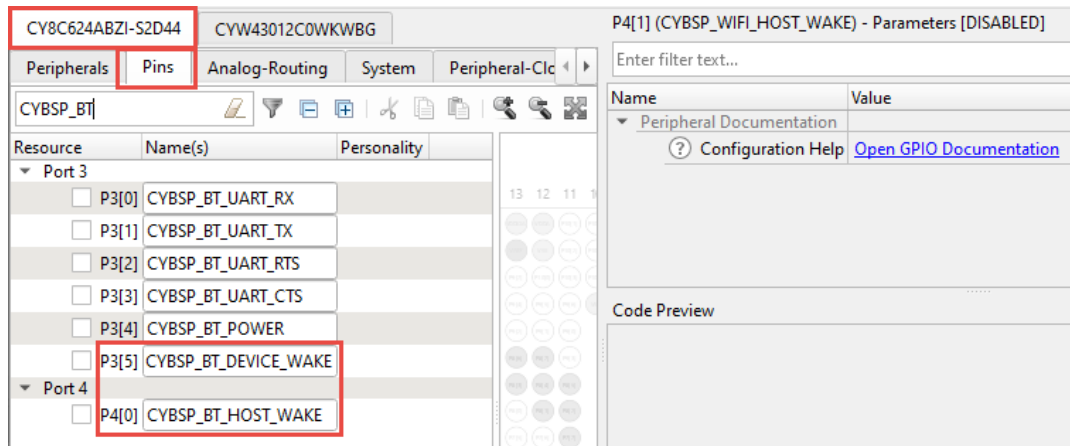 CY8C624ABZI-S2D44 CYW43012C0WKWBG
Peripherals Pins Analog-Routing System Peripheral-Clo
CYBSP_BT
Resource Name(s) Personality
Port 3
P3[0] CYBSP_BT_UART_RX
P3[1] CYBSP_BT_UART_TX
P3[2] CYBSP_BT_UART_RTS
P3[3] CYBSP_BT_UART_CTS
P3[4] CYBSP_BT_POWER
P3[5] CYBSP_BT_DEVICE_WAKE
Port 4
P4[0] CYBSP_BT_HOST_WAKE
13 12 11
P4[1] (CYBSP_WIFI_HOST_WAKE) - Parameters [DISABLED]
Enter filter text...
Name Value
Peripheral Documentation
? Configuration Help Open GPIO Documentation
Code Preview